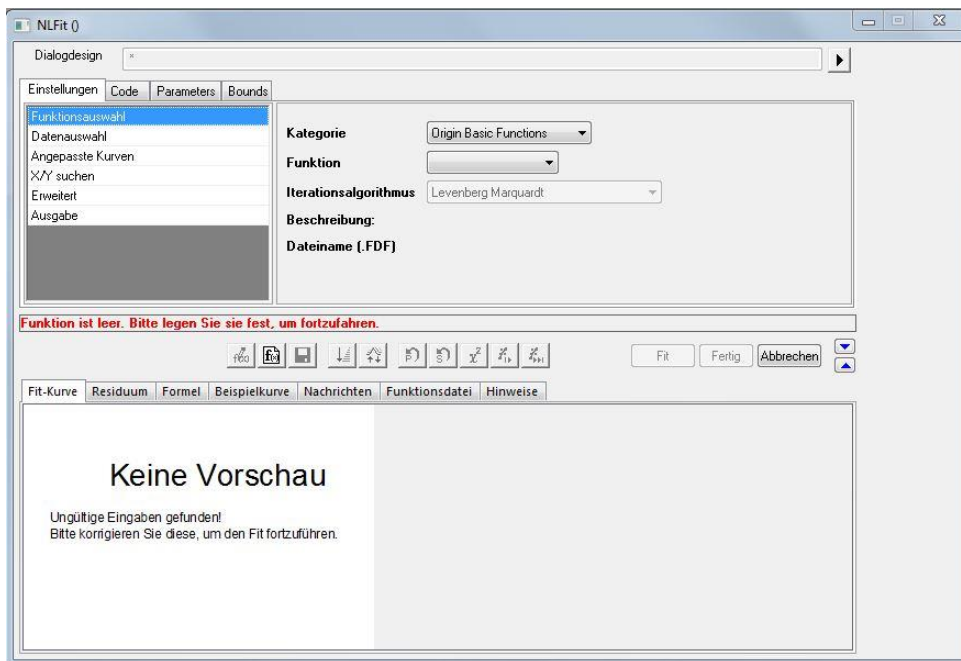 NLFit ()
Dialogdesign *
Einstellungen Code Parameters Bounds
Funktionsauswahl
Datenauswahl
Angepasste Kurven
X/Y suchen
Erweitert
Ausgabe
Kategorie Origin Basic Functions
Funktion
Iterationsalgorithmus Levenberg Marquardt
Beschreibung:
Dateiname (.FDF)
Funktion ist leer. Bitte legen Sie sie fest, um fortzufahren.
Fit Fertig Abbrechen
Fit-Kurve Residuum Formel Beispielkurve Nachrichten Funktionsdatei Hinweise
Keine Vorschau
Ungültige Eingaben gefunden!
Bitte korrigieren Sie diese, um den Fit fortzuführen.